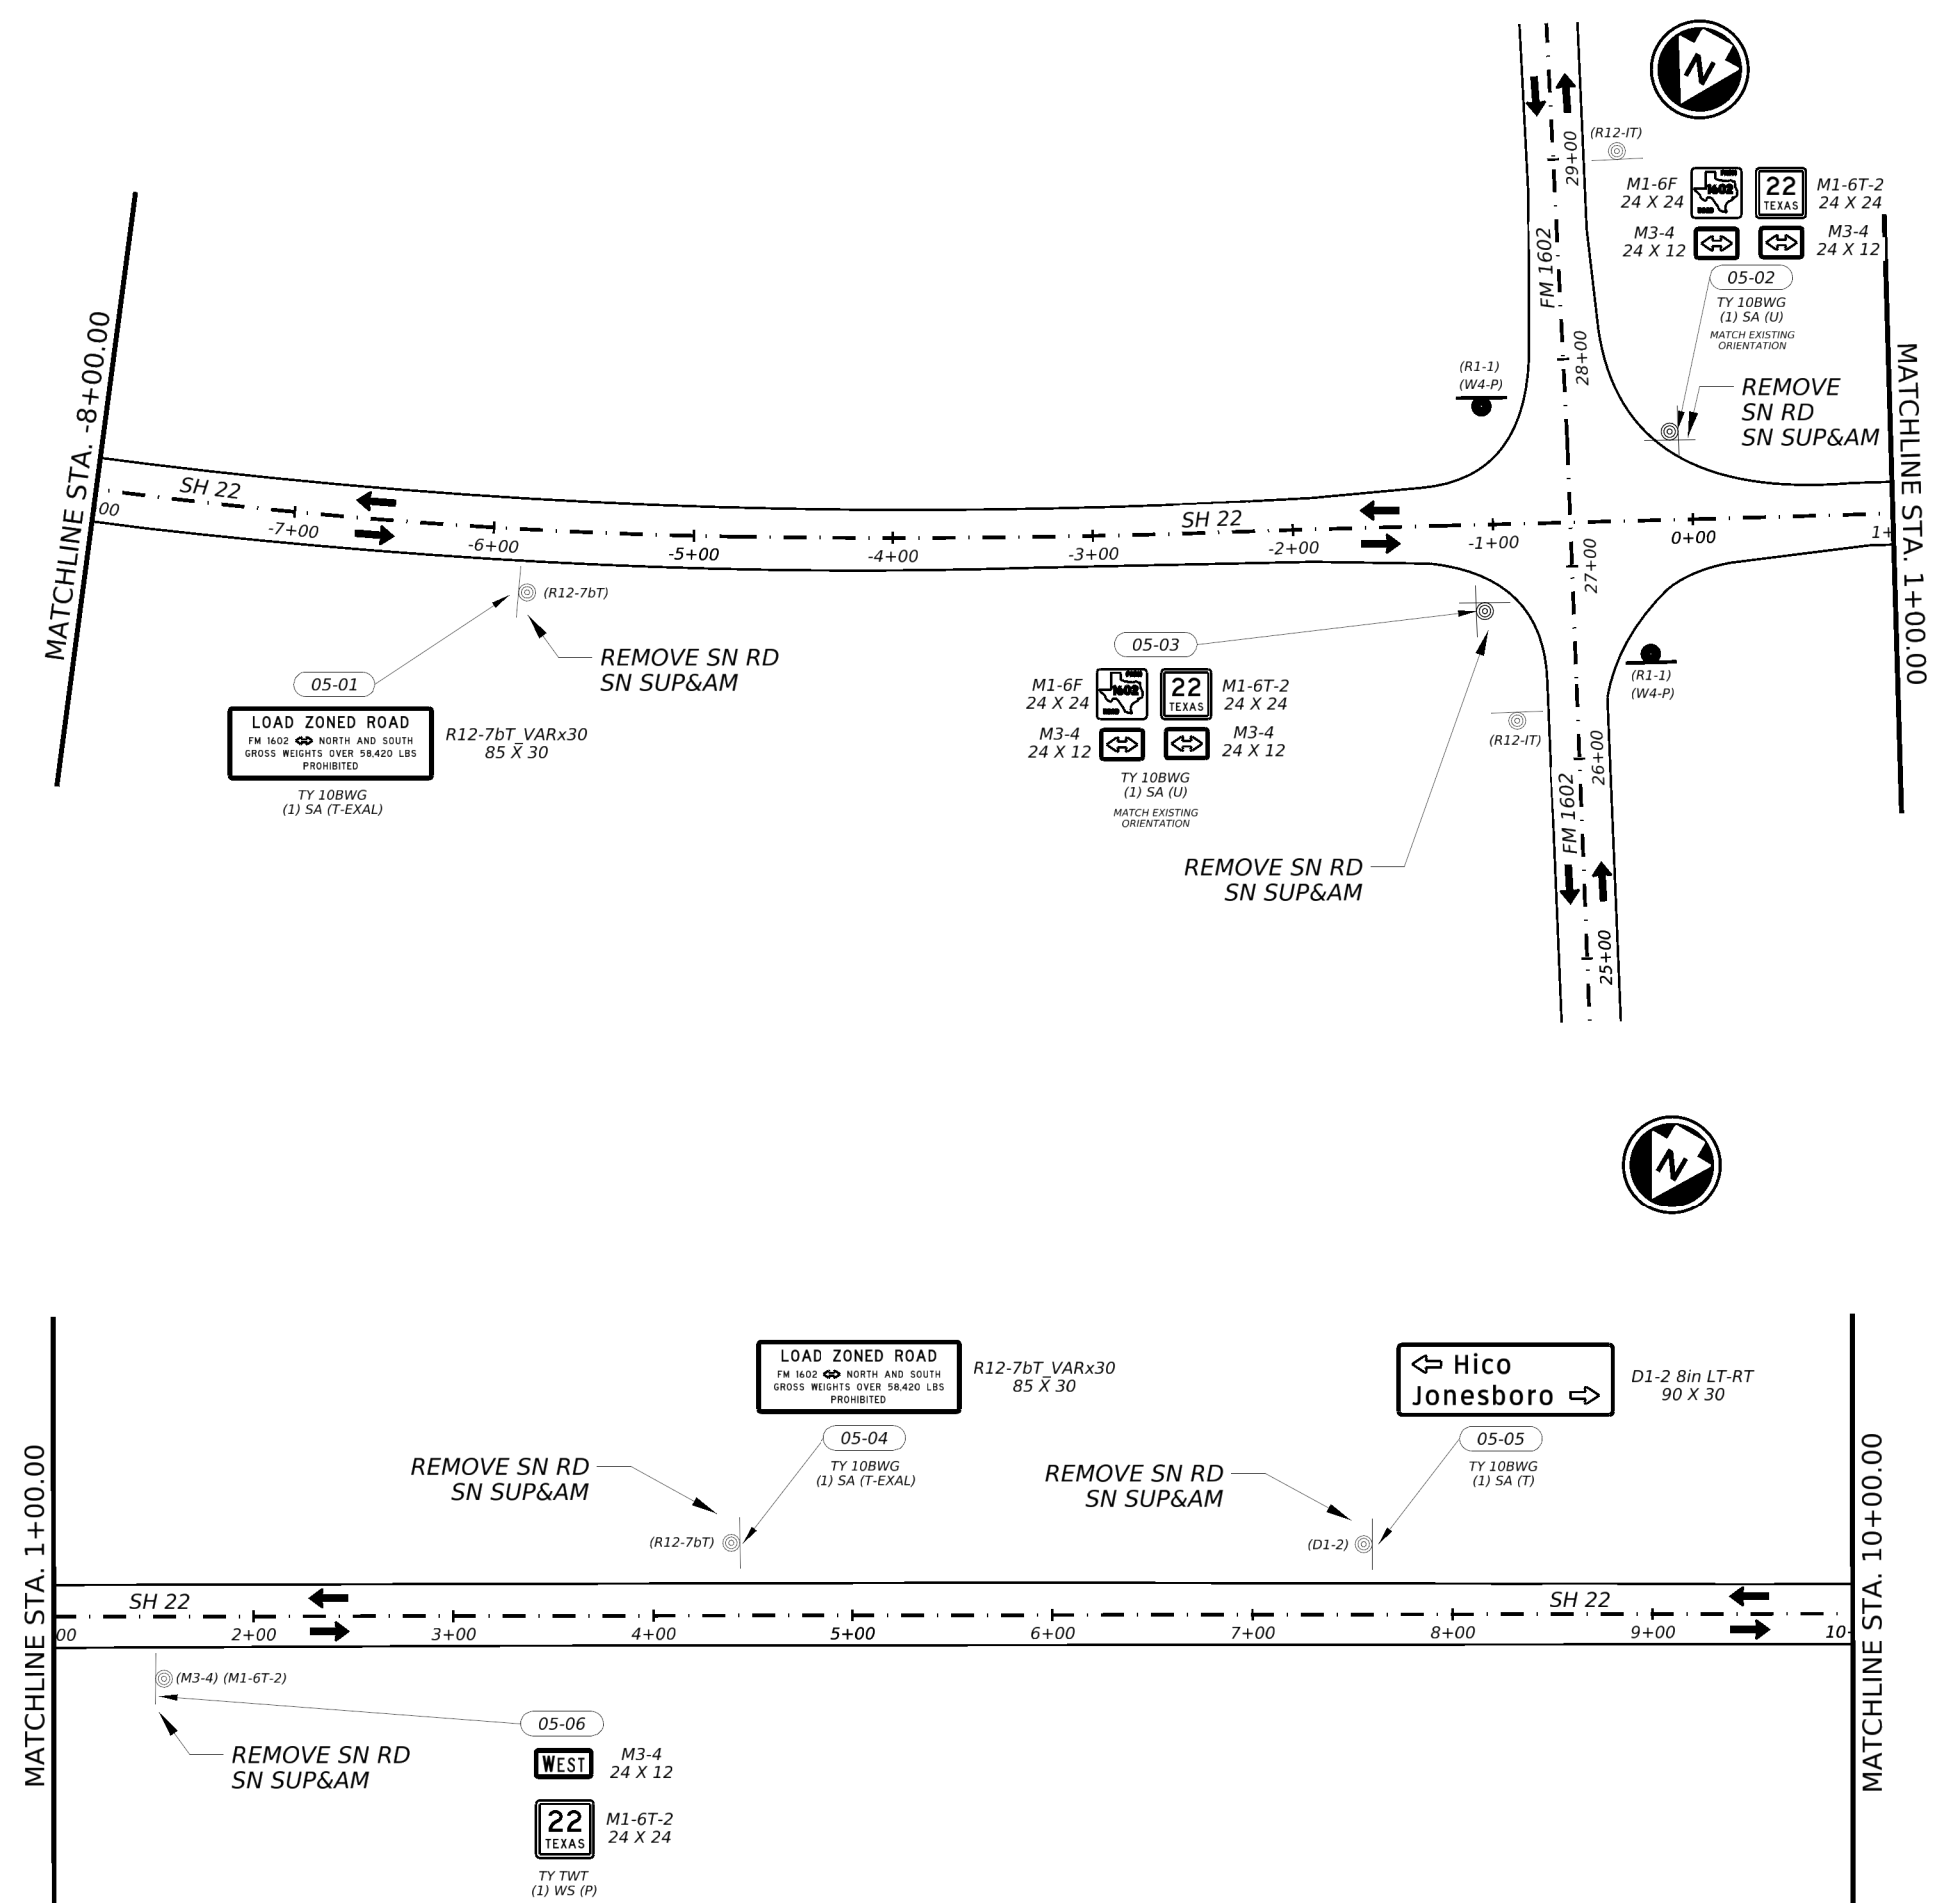 N
(R12-IT)
29+00
M1-6F
24 X 24
FARM
1602
ROAD
22
TEXAS
M1-6T-2
24 X 24
M3-4
24 X 12
M3-4
24 X 12
05-02
TY 10BWG
(1) SA (U)
MATCH EXISTING
ORIENTATION
FM 1602
28+00
(R1-1)
(W4-P)
REMOVE
SN RD
SN SUP&AM
MATCHLINE STA. -8+00.00
MATCHLINE STA. 1+00.00
SH 22
SH 22
00
-7+00
-6+00
-5+00
-4+00
-3+00
-2+00
-1+00
0+00
1+
27+00
(R12-7bT)
REMOVE SN RD
SN SUP&AM
05-01
LOAD ZONED ROAD
FM 1602 NORTH AND SOUTH
GROSS WEIGHTS OVER 58,420 LBS
PROHIBITED
R12-7bT_VARx30
85 X 30
TY 10BWG
(1) SA (T-EXAL)
05-03
M1-6F
24 X 24
FARM
1602
ROAD
22
TEXAS
M1-6T-2
24 X 24
M3-4
24 X 12
M3-4
24 X 12
TY 10BWG
(1) SA (U)
MATCH EXISTING
ORIENTATION
REMOVE SN RD
SN SUP&AM
(R1-1)
(W4-P)
(R12-IT)
26+00
FM 1602
25+00
N
LOAD ZONED ROAD
FM 1602 NORTH AND SOUTH
GROSS WEIGHTS OVER 58,420 LBS
PROHIBITED
R12-7bT_VARx30
85 X 30
05-04
TY 10BWG
(1) SA (T-EXAL)
REMOVE SN RD
SN SUP&AM
(R12-7bT)
Hico
Jonesboro
D1-2 8in LT-RT
90 X 30
05-05
TY 10BWG
(1) SA (T)
REMOVE SN RD
SN SUP&AM
(D1-2)
MATCHLINE STA. 1+00.00
MATCHLINE STA. 10+00.00
SH 22
SH 22
00
2+00
3+00
4+00
5+00
6+00
7+00
8+00
9+00
10
(M3-4) (M1-6T-2)
REMOVE SN RD
SN SUP&AM
05-06
WEST
M3-4
24 X 12
22
TEXAS
M1-6T-2
24 X 24
TY TWT
(1) WS (P)